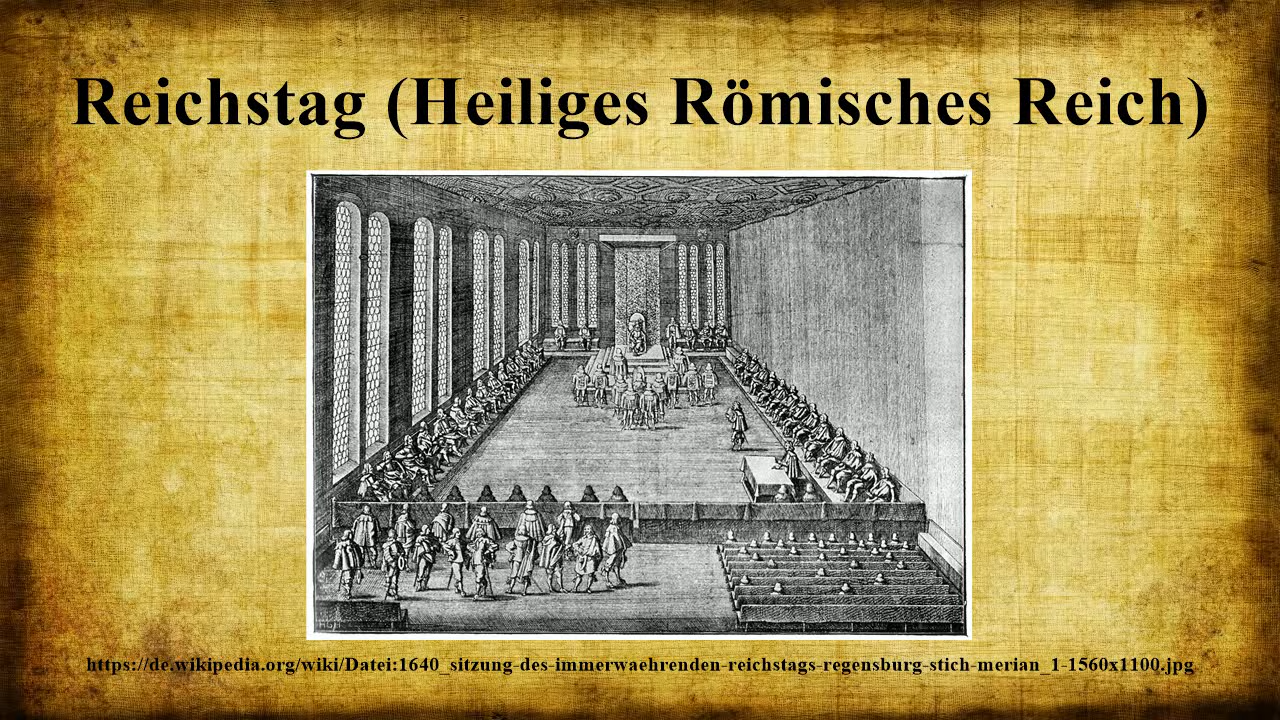 Reichstag (Heiliges Römisches Reich)
https://de.wikipedia.org/wiki/Datei:1640_sitzung-des-immerwaehrenden-reichstags-regensburg-stich-merian_1-1560x1100.jpg